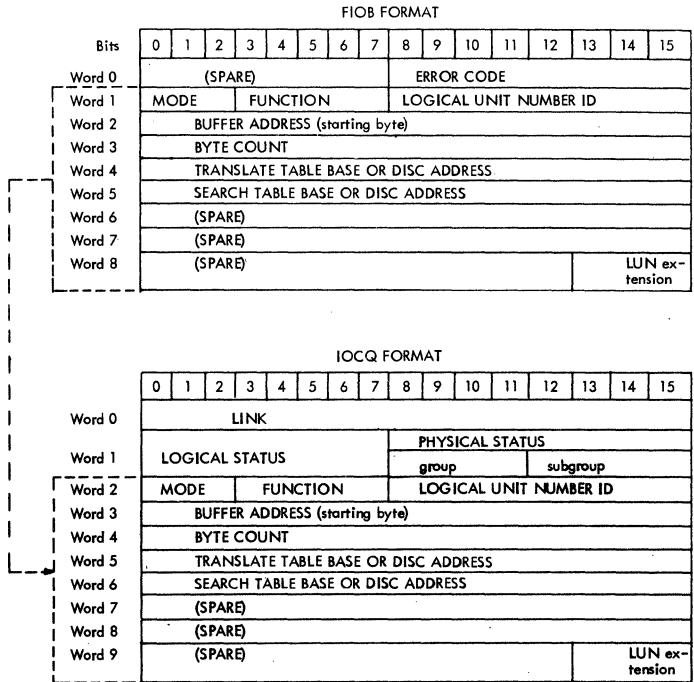 FIOB FORMAT
Bits 0 1 2 3 4 5 6 7 8 9 10 11 12 13 14 15
Word 0 (SPARE) ERROR CODE
Word 1 MODE FUNCTION LOGICAL UNIT NUMBER ID
Word 2 BUFFER ADDRESS (starting byte)
Word 3 BYTE COUNT
Word 4 TRANSLATE TABLE BASE OR DISC ADDRESS
Word 5 SEARCH TABLE BASE OR DISC ADDRESS
Word 6 (SPARE)
Word 7 (SPARE)
Word 8 (SPARE) LUN ex-
tension
IOCQ FORMAT
0 1 2 3 4 5 6 7 8 9 10 11 12 13 14 15
Word 0 LINK
PHYSICAL STATUS
Word 1 LOGICAL STATUS
group subgroup
Word 2 MODE FUNCTION LOGICAL UNIT NUMBER ID
Word 3 BUFFER ADDRESS (starting byte)
Word 4 BYTE COUNT
Word 5 TRANSLATE TABLE BASE OR DISC ADDRESS
Word 6 SEARCH TABLE BASE OR DISC ADDRESS
Word 7 (SPARE)
Word 8 (SPARE)
Word 9 (SPARE) LUN ex-
tension